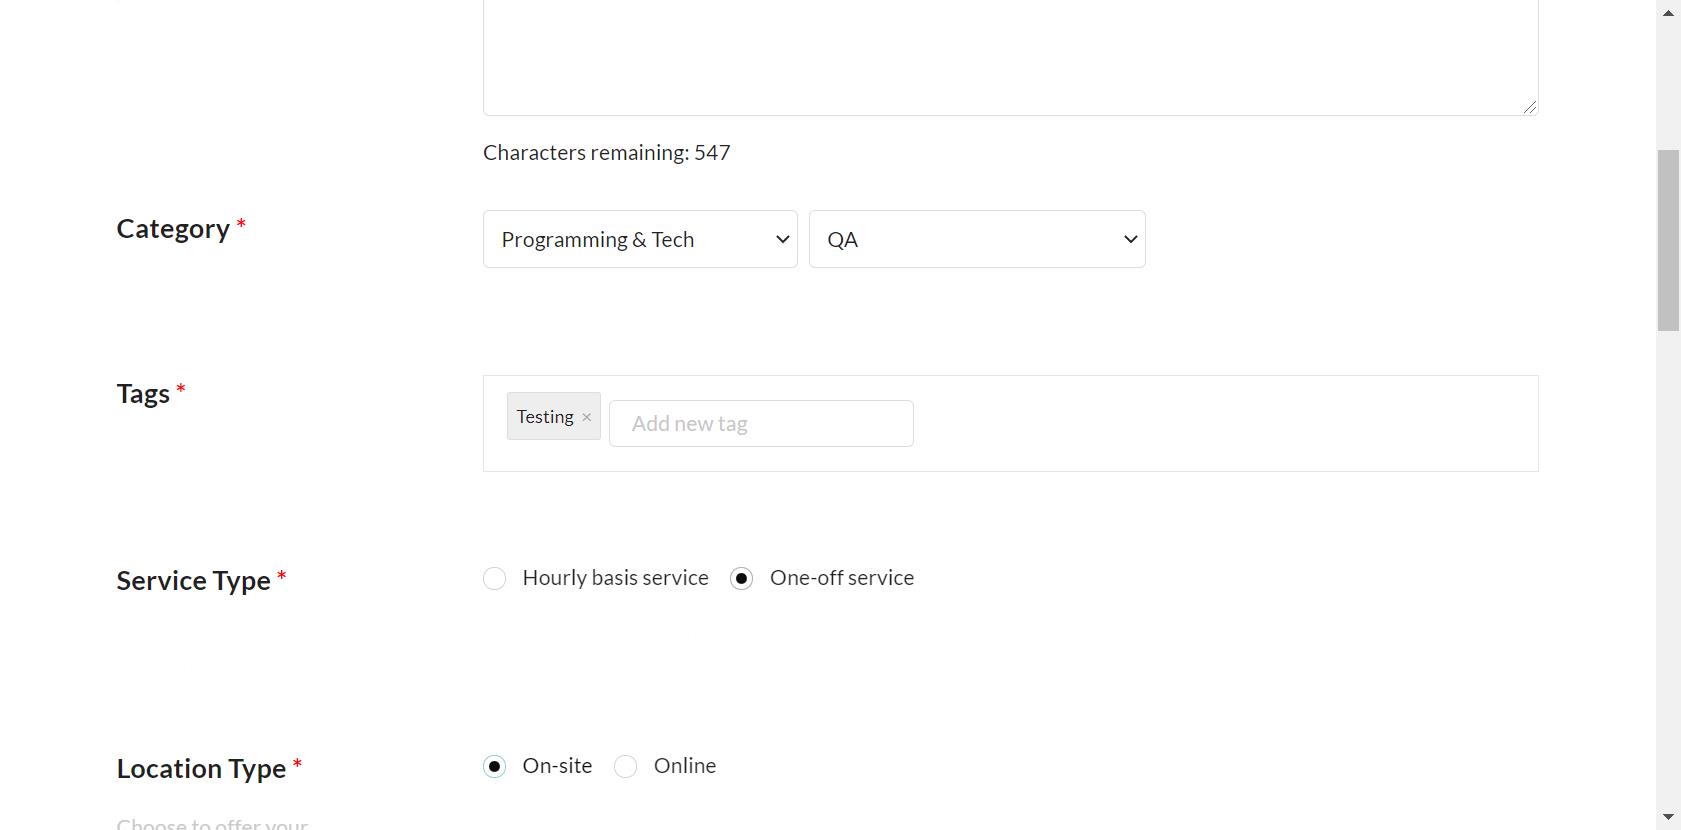 Characters remaining: 547
Category *
Programming & Tech
QA
Tags *
Testing ×
Add new tag
Service Type *
Hourly basis service
One-off service
Location Type *
On-site
Online
Choose to offer your